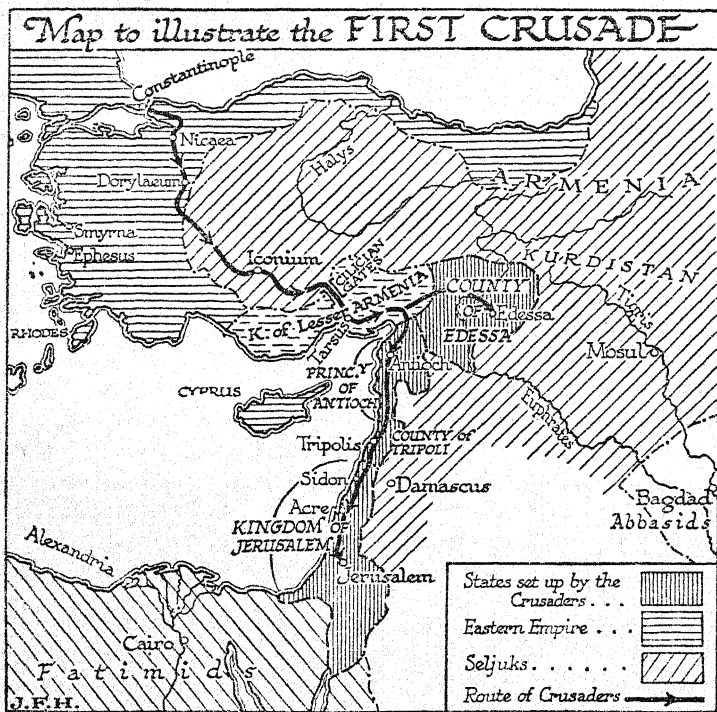 Map to illustrate the FIRST CRUSADE
Constantinople
Nicaea
Dorylaeum
Halys
ARMENIA
Smyrna
Ephesus
Iconium
CILICIAN
GATES
KURDISTAN
Tigris
K. of Lesser ARMENIA
COUNTY
OF
EDESSA
Edessa
Tarsus
RHODES
Mosul
Antioch
PRINC.Y
OF
ANTIOCH
CYPRUS
Euphrates
Tripolis
COUNTY of
TRIPOLI
Sidon
Damascus
Acre
KINGDOM OF
JERUSALEM
Bagdad
Abbasids
Alexandria
Jerusalem
Cairo
Fatimids
States set up by the
Crusaders . . .
Eastern Empire . . .
Seljuks . . . . . .
Route of Crusaders
J.F.H.